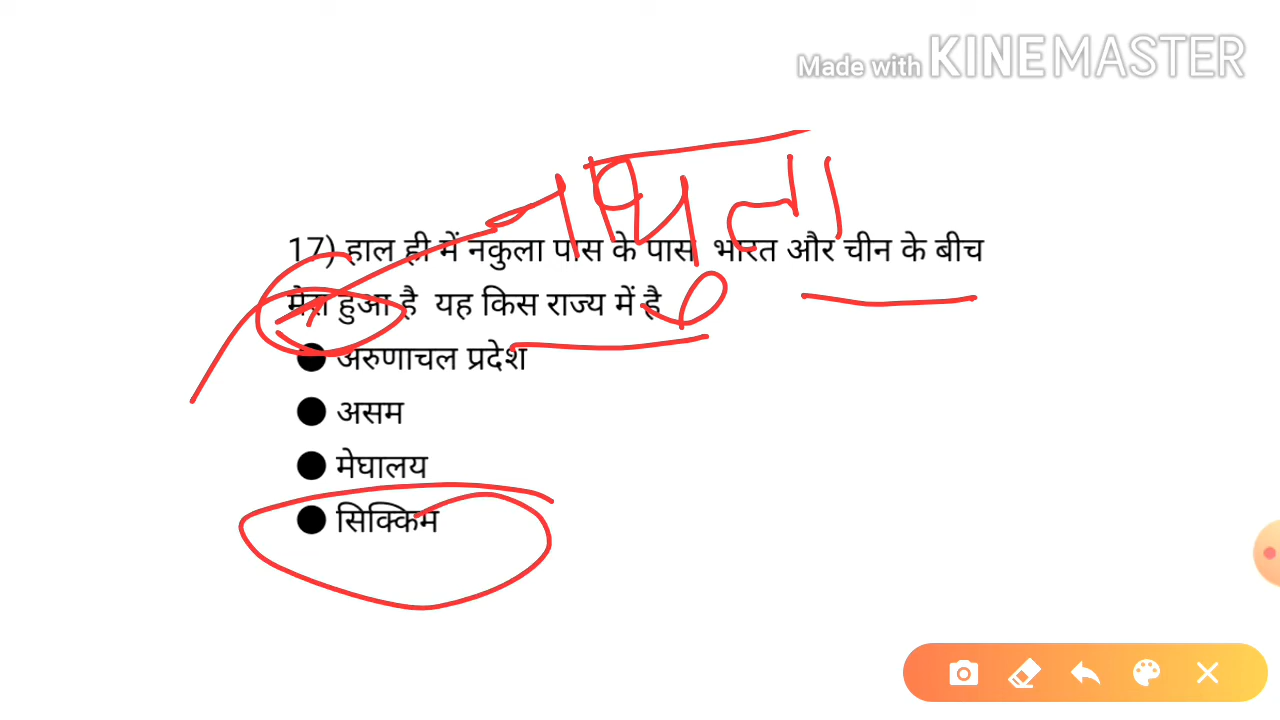 Made with KINEMASTER
17) हाल ही में नकुला पास के पास भारत और चीन के बीच
मेरा हुआ है यह किस राज्य में है
● अरुणाचल प्रदेश
● असम
● मेघालय
● सिक्किम